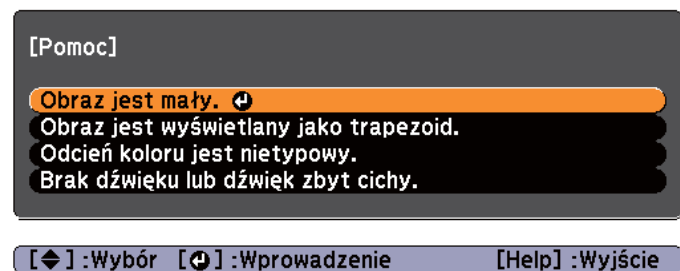 [Pomoc]
Obraz jest mały.
Obraz jest wyświetlany jako trapezoid.
Odcień koloru jest nietypowy.
Brak dźwięku lub dźwięk zbyt cichy.
[◆] :Wybór [⏎] :Wprowadzenie [Help] :Wyjście